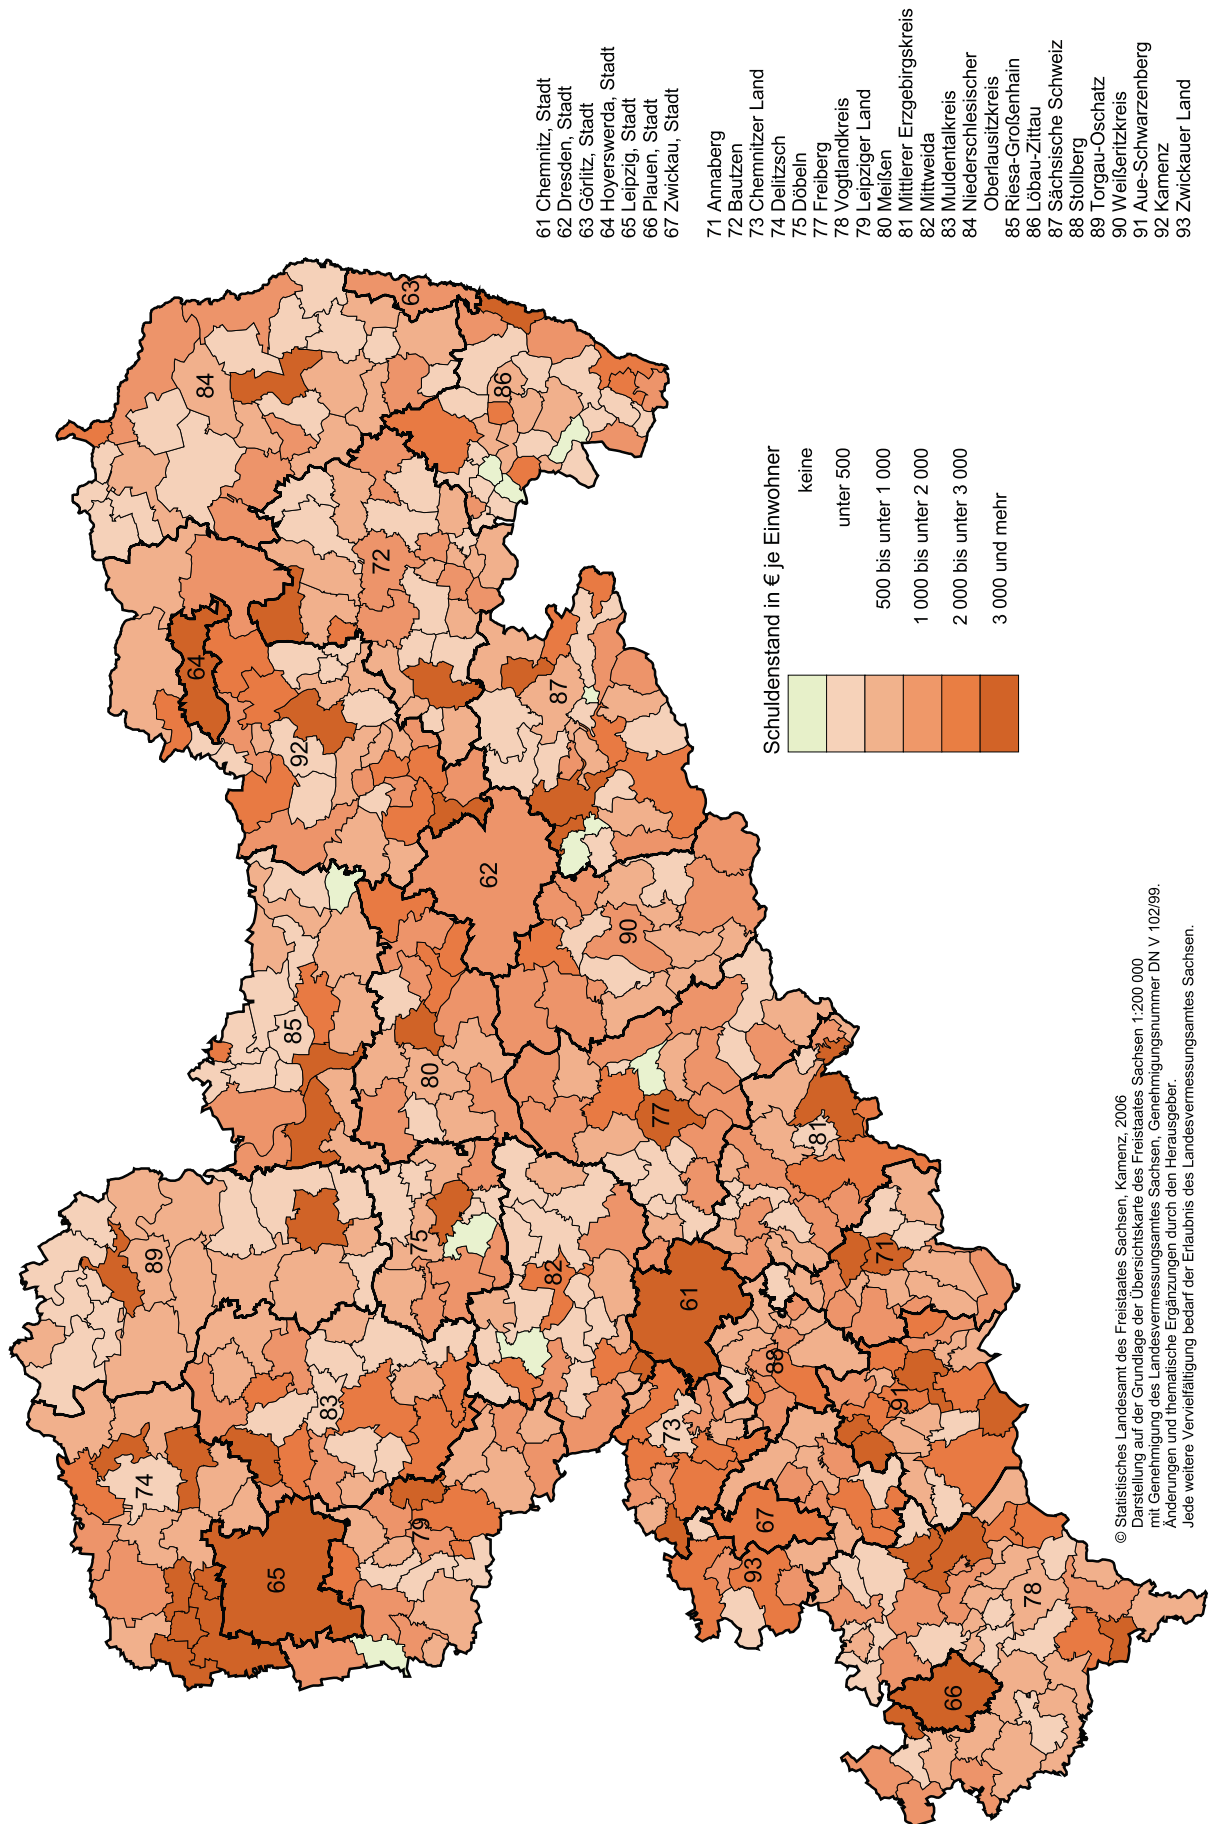 61 Chemnitz, Stadt
62 Dresden, Stadt
63 Görlitz, Stadt
64 Hoyerswerda, Stadt
65 Leipzig, Stadt
66 Plauen, Stadt
67 Zwickau, Stadt
71 Annaberg
72 Bautzen
73 Chemnitzer Land
74 Delitzsch
75 Döbeln
77 Freiberg
78 Vogtlandkreis
79 Leipziger Land
80 Meißen
81 Mittlerer Erzgebirgskreis
82 Mittweida
83 Muldentalkreis
84 Niederschlesischer
Oberlausitzkreis
85 Riesa-Großenhain
86 Löbau-Zittau
87 Sächsische Schweiz
88 Stollberg
89 Torgau-Oschatz
90 Weißeritzkreis
91 Aue-Schwarzenberg
92 Kamenz
93 Zwickauer Land
Schuldenstand in € je Einwohner
keine
unter 500
500 bis unter 1 000
1 000 bis unter 2 000
2 000 bis unter 3 000
3 000 und mehr
65
74
89
79
83
75
82
85
80
77
62
90
92
64
87
72
84
63
86
66
78
93
67
73
91
88
61
71
81
© Statistisches Landesamt des Freistaates Sachsen, Kamenz, 2006
Darstellung auf der Grundlage der Übersichtskarte des Freistaates Sachsen 1:200 000
mit Genehmigung des Landesvermessungsamtes Sachsen, Genehmigungsnummer DN V 102/99.
Änderungen und thematische Ergänzungen durch den Herausgeber.
Jede weitere Vervielfältigung bedarf der Erlaubnis des Landesvermessungsamtes Sachsen.